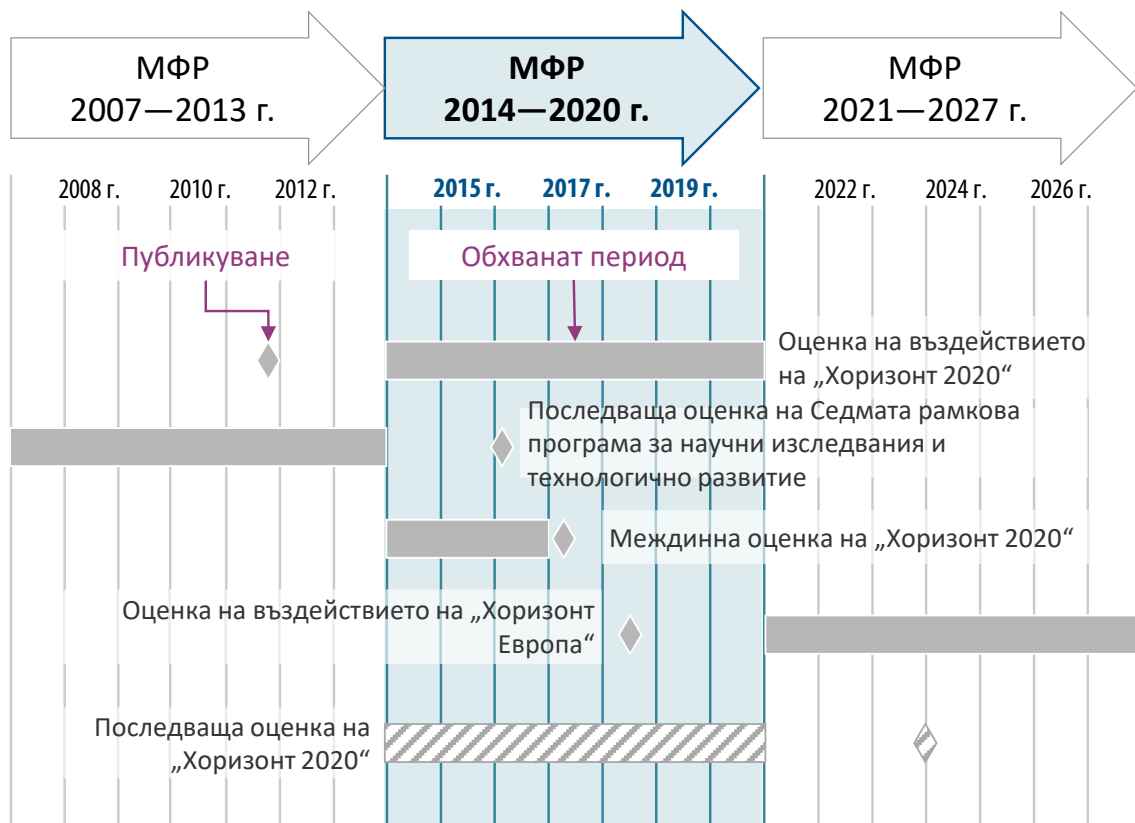 МФР
2007—2013 г.
МФР
2014—2020 г.
МФР
2021—2027 г.
2008 г.
2010 г.
2012 г.
2015 г.
2017 г.
2019 г.
2022 г.
2024 г.
2026 г.
Публикуване
Обхванат период
Оценка на въздействието
на „Хоризонт 2020“
Последваща оценка на Седмата рамкова
програма за научни изследвания и
технологично развитие
Междинна оценка на „Хоризонт 2020“
Оценка на въздействието на „Хоризонт
Европа“
Последваща оценка на
„Хоризонт 2020“